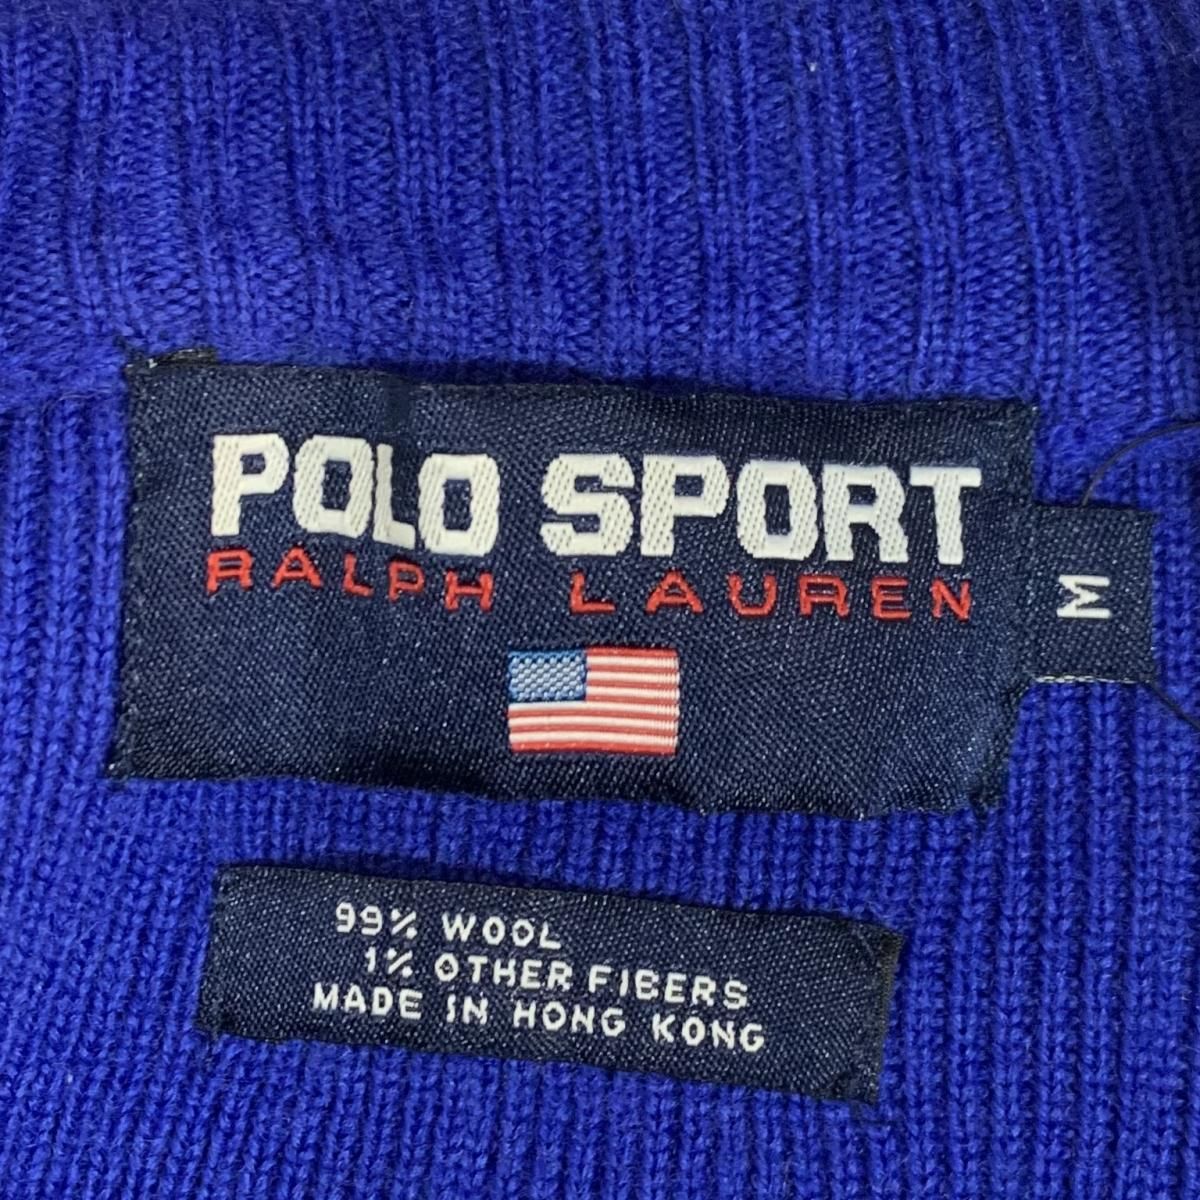 POLO SPORT
RALPH LAUREN
M
99% WOOL
1% OTHER FIBERS
MADE IN HONG KONG